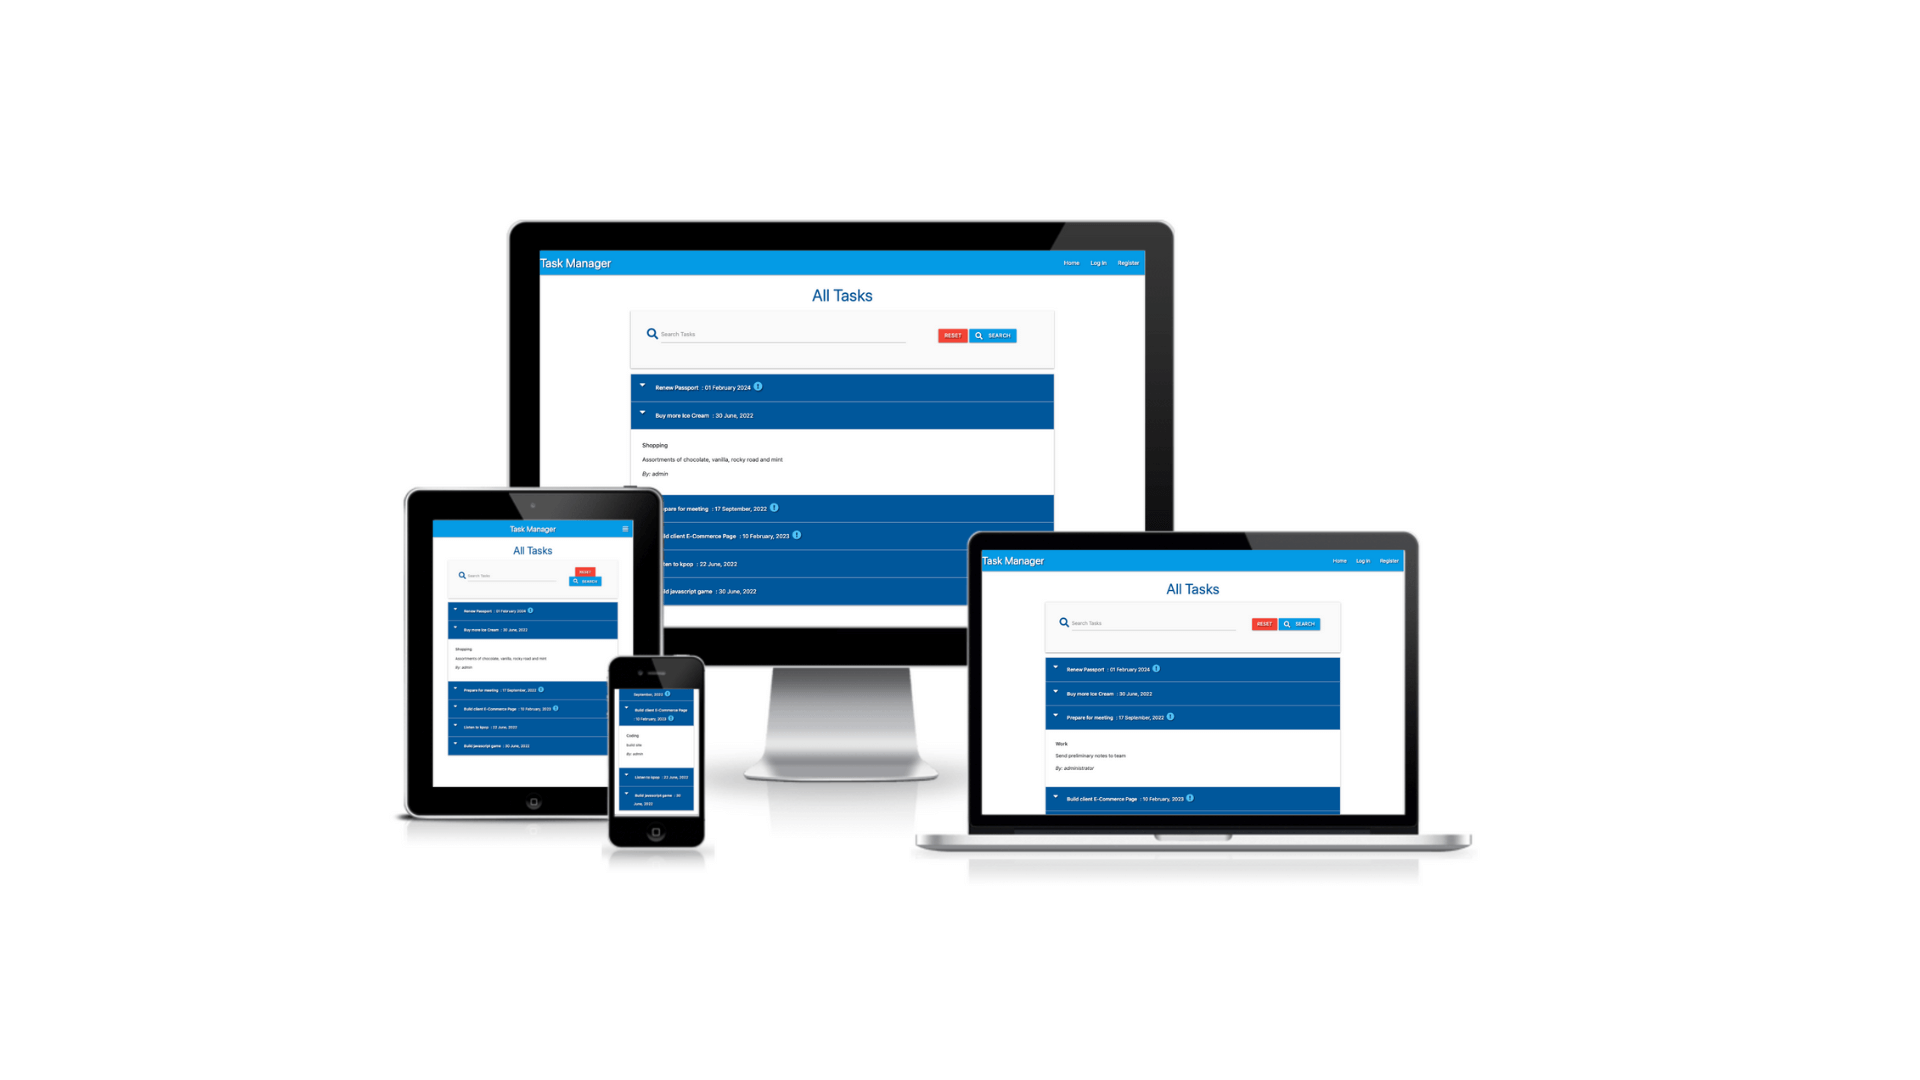 Task Manager
Home Log In Register
All Tasks
Search Tasks
RESET SEARCH
Renew Passport : 01 February 2024
Buy more Ice Cream : 30 June, 2022
Shopping
Assortments of chocolate, vanilla, rocky road and mint
By: admin
pare for meeting : 17 September, 2022
ld client E-Commerce Page : 10 February, 2023
ten to kpop : 22 June, 2022
ld javascript game : 30 June, 2022
Task Manager
All Tasks
Search Tasks
RESET
SEARCH
Renew Passport : 01 February 2024
Buy more Ice Cream : 30 June, 2022
Shopping
Assortments of chocolate, vanilla, rocky road and mint
By: admin
Prepare for meeting : 17 September, 2022
Build client E-Commerce Page : 10 February, 2023
Listen to kpop : 22 June, 2022
Build javascript game : 30 June, 2022
September, 2022
Build client E-Commerce Page
: 10 February, 2023
Coding
Build site
By: admin
Listen to kpop : 22 June, 2022
Build javascript game : 30
June, 2022
Task Manager
Home Log In Register
All Tasks
Search Tasks
RESET SEARCH
Renew Passport : 01 February 2024
Buy more Ice Cream : 30 June, 2022
Prepare for meeting : 17 September, 2022
Work
Send preliminary notes to team
By: administrator
Build client E-Commerce Page : 10 February, 2023